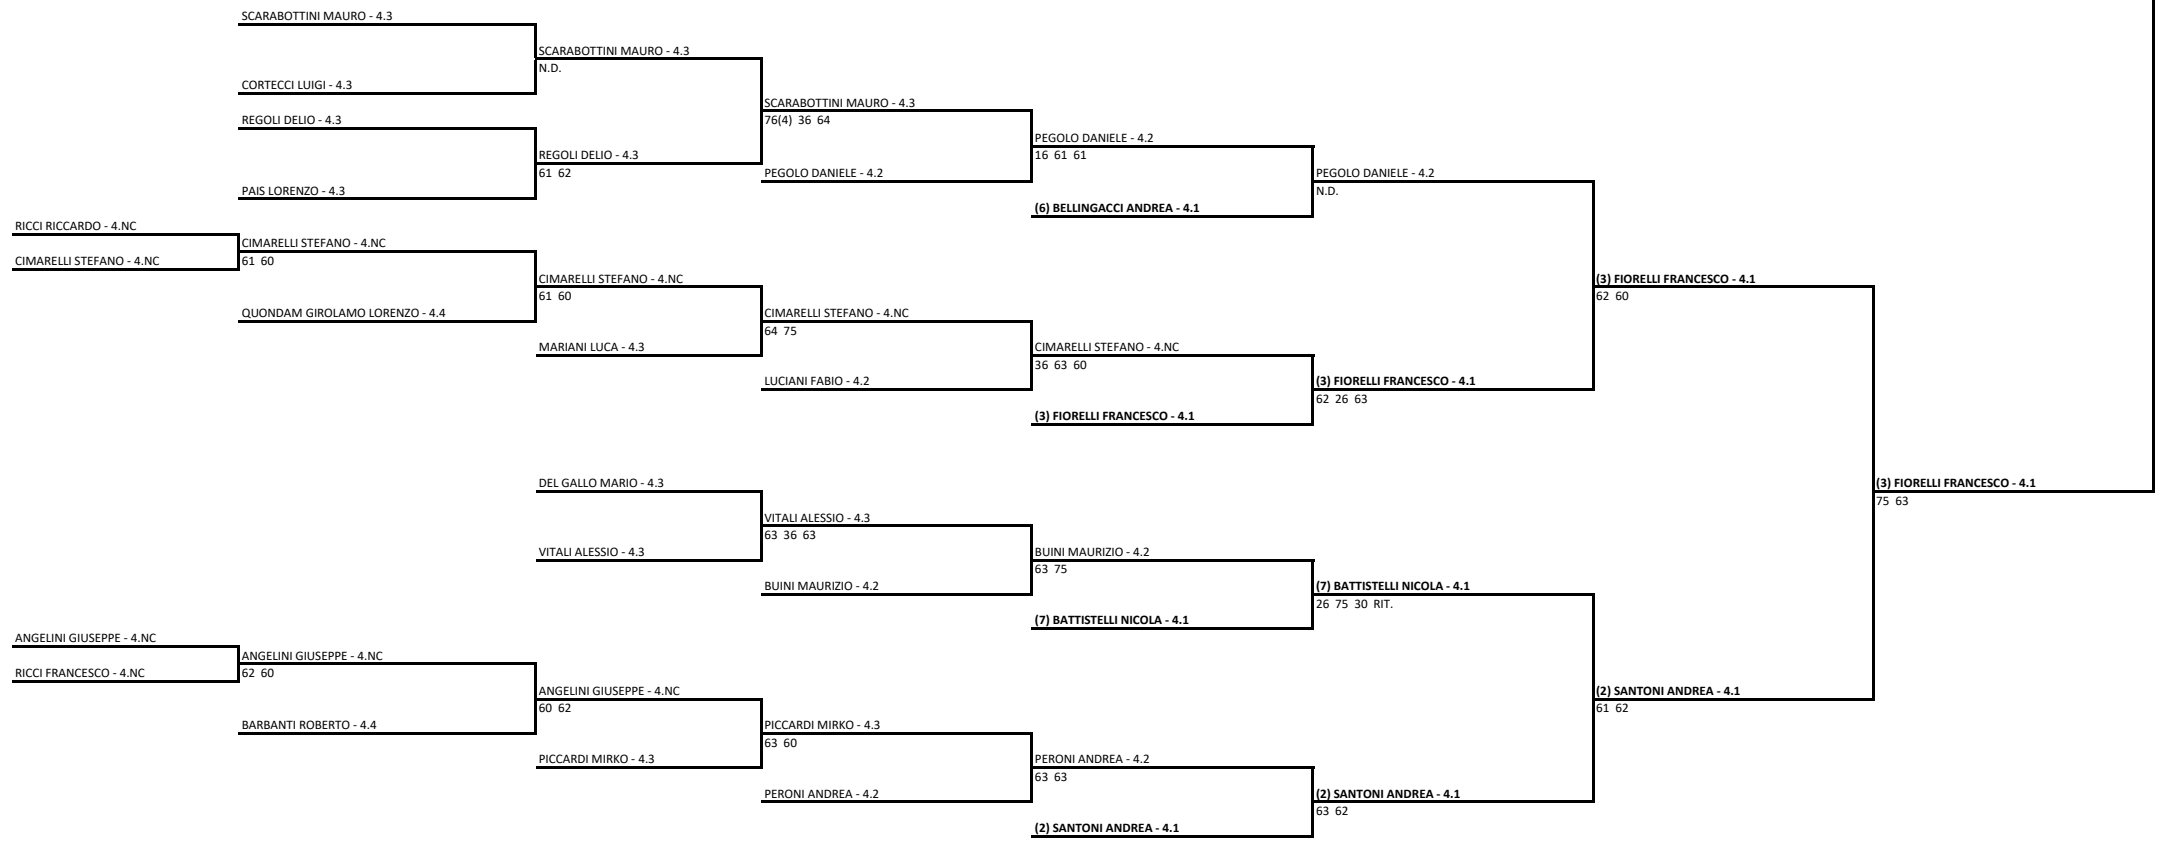 SCARABOTTINI MAURO - 4.3
SCARABOTTINI MAURO - 4.3
N.D.
CORTECCI LUIGI - 4.3
SCARABOTTINI MAURO - 4.3
76(4) 36 64
REGOLI DELIO - 4.3
PEGOLO DANIELE - 4.2
16 61 61
REGOLI DELIO - 4.3
61 62
PEGOLO DANIELE - 4.2
PEGOLO DANIELE - 4.2
N.D.
PAIS LORENZO - 4.3
(6) BELLINGACCI ANDREA - 4.1
RICCI RICCARDO - 4.NC
CIMARELLI STEFANO - 4.NC
61 60
CIMARELLI STEFANO - 4.NC
CIMARELLI STEFANO - 4.NC
61 60
(3) FIORELLI FRANCESCO - 4.1
62 60
QUONDAM GIROLAMO LORENZO - 4.4
CIMARELLI STEFANO - 4.NC
64 75
MARIANI LUCA - 4.3
CIMARELLI STEFANO - 4.NC
36 63 60
LUCIANI FABIO - 4.2
(3) FIORELLI FRANCESCO - 4.1
62 26 63
(3) FIORELLI FRANCESCO - 4.1
DEL GALLO MARIO - 4.3
(3) FIORELLI FRANCESCO - 4.1
75 63
VITALI ALESSIO - 4.3
63 36 63
VITALI ALESSIO - 4.3
BUINI MAURIZIO - 4.2
63 75
BUINI MAURIZIO - 4.2
(7) BATTISTELLI NICOLA - 4.1
26 75 30 RIT.
(7) BATTISTELLI NICOLA - 4.1
ANGELINI GIUSEPPE - 4.NC
ANGELINI GIUSEPPE - 4.NC
62 60
RICCI FRANCESCO - 4.NC
ANGELINI GIUSEPPE - 4.NC
60 62
(2) SANTONI ANDREA - 4.1
61 62
BARBANTI ROBERTO - 4.4
PICCARDI MIRKO - 4.3
63 60
PICCARDI MIRKO - 4.3
PERONI ANDREA - 4.2
63 63
PERONI ANDREA - 4.2
(2) SANTONI ANDREA - 4.1
63 62
(2) SANTONI ANDREA - 4.1